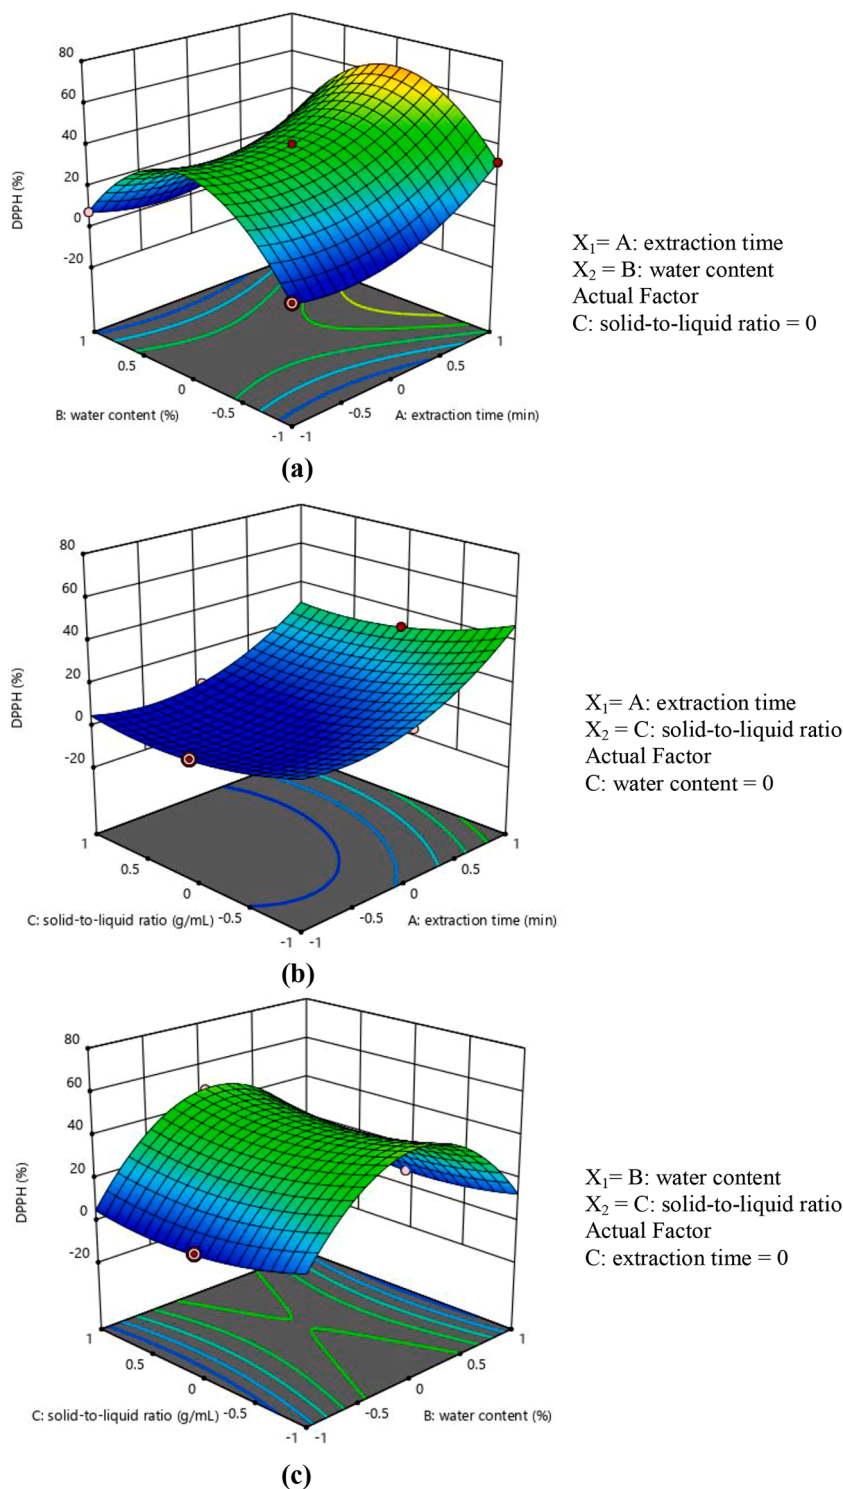 80
60
40
20
0
-20
DPPH (%)
1
0.5
0
-0.5
-1
B: water content (%)
-1
-0.5
0
0.5
1
A: extraction time (min)
X₁= A: extraction time
X₂ = B: water content
Actual Factor
C: solid-to-liquid ratio = 0
(a)
80
60
40
20
0
-20
DPPH (%)
1
0.5
0
-0.5
-1
C: solid-to-liquid ratio (g/mL)
-1
-0.5
0
0.5
1
A: extraction time (min)
X₁= A: extraction time
X₂ = C: solid-to-liquid ratio
Actual Factor
C: water content = 0
(b)
80
60
40
20
0
-20
DPPH (%)
1
0.5
0
-0.5
-1
C: solid-to-liquid ratio (g/mL)
-1
-0.5
0
0.5
1
B: water content (%)
X₁= B: water content
X₂ = C: solid-to-liquid ratio
Actual Factor
C: extraction time = 0
(c)